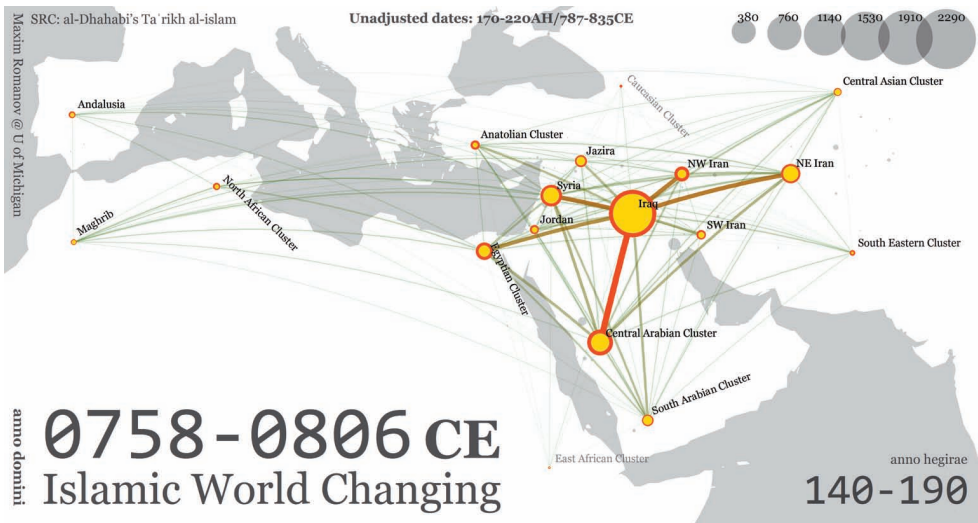 SRC: al-Dhahabi's Taʾrikh al-islam
Unadjusted dates: 170-220AH/787-835CE
380 760 1140 1530 1910 2290
Maxim Romanov @ U of Michigan
Caucasian Cluster
Central Asian Cluster
Andalusia
Anatolian Cluster
Jazira
NW Iran
NE Iran
Syria
Iraq
North African Cluster
Jordan
SW Iran
Maghrib
South Eastern Cluster
Egyptian Cluster
Central Arabian Cluster
South Arabian Cluster
East African Cluster
anno domini
0758-0806 CE
Islamic World Changing
anno hegirae
140-190